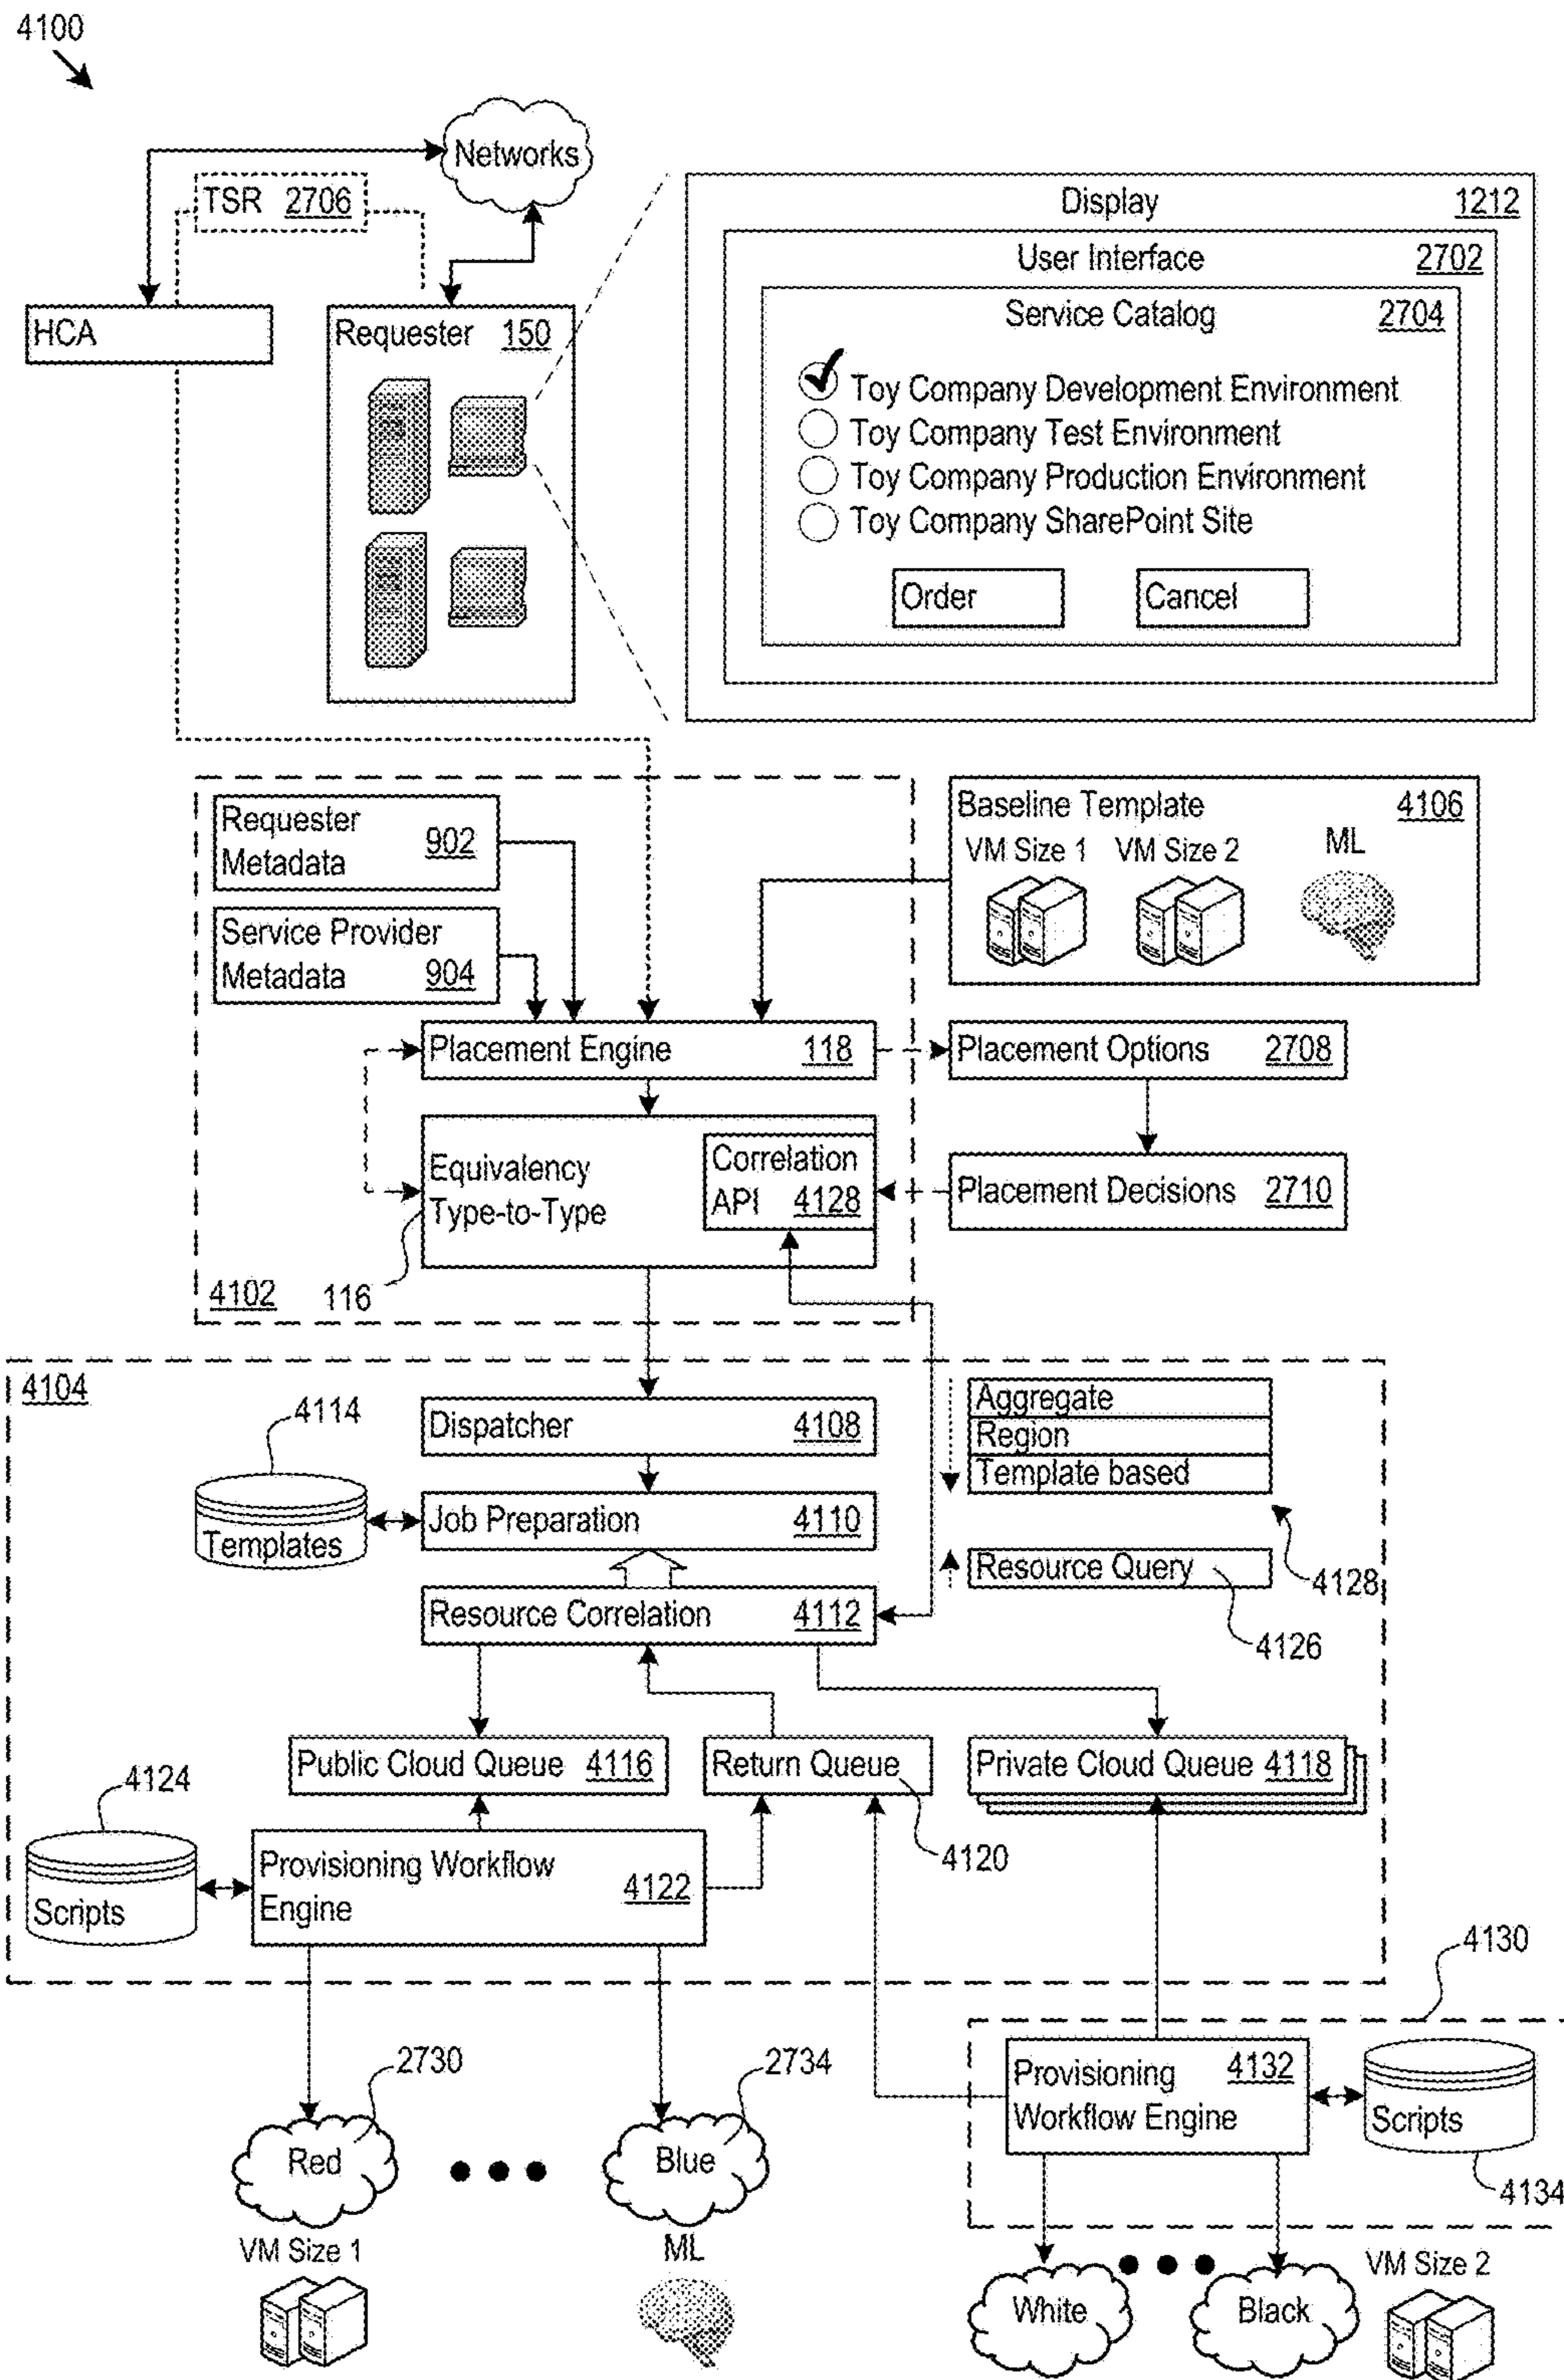 4100
Networks
TSR 2706
HCA
Requester 150
Display 1212
User Interface 2702
Service Catalog 2704
Toy Company Development Environment
Toy Company Test Environment
Toy Company Production Environment
Toy Company SharePoint Site
Order
Cancel
Requester
Metadata
902
Service Provider
Metadata
904
Baseline Template 4106
VM Size 1
VM Size 2
ML
Placement Engine 118
Placement Options 2708
Equivalency
Type-to-Type
Correlation
API 4128
Placement Decisions 2710
4102
116
4104
4114
Dispatcher 4108
Aggregate
Region
Template based
Templates
Job Preparation 4110
Resource Query
4128
Resource Correlation 4112
4126
Public Cloud Queue 4116
Return Queue
Private Cloud Queue 4118
4124
4120
Scripts
Provisioning Workflow
Engine
4122
4130
2730
2734
Provisioning
Workflow Engine
4132
Scripts
Red
Blue
4134
VM Size 1
ML
White
Black
VM Size 2